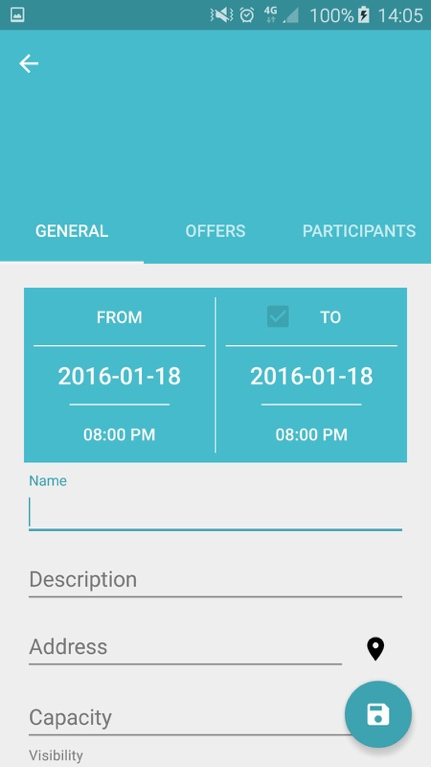 4G 100% 14:05
GENERAL OFFERS PARTICIPANTS
FROM TO
2016-01-18 2016-01-18
08:00 PM 08:00 PM
Name
Description
Address
Capacity
Visibility